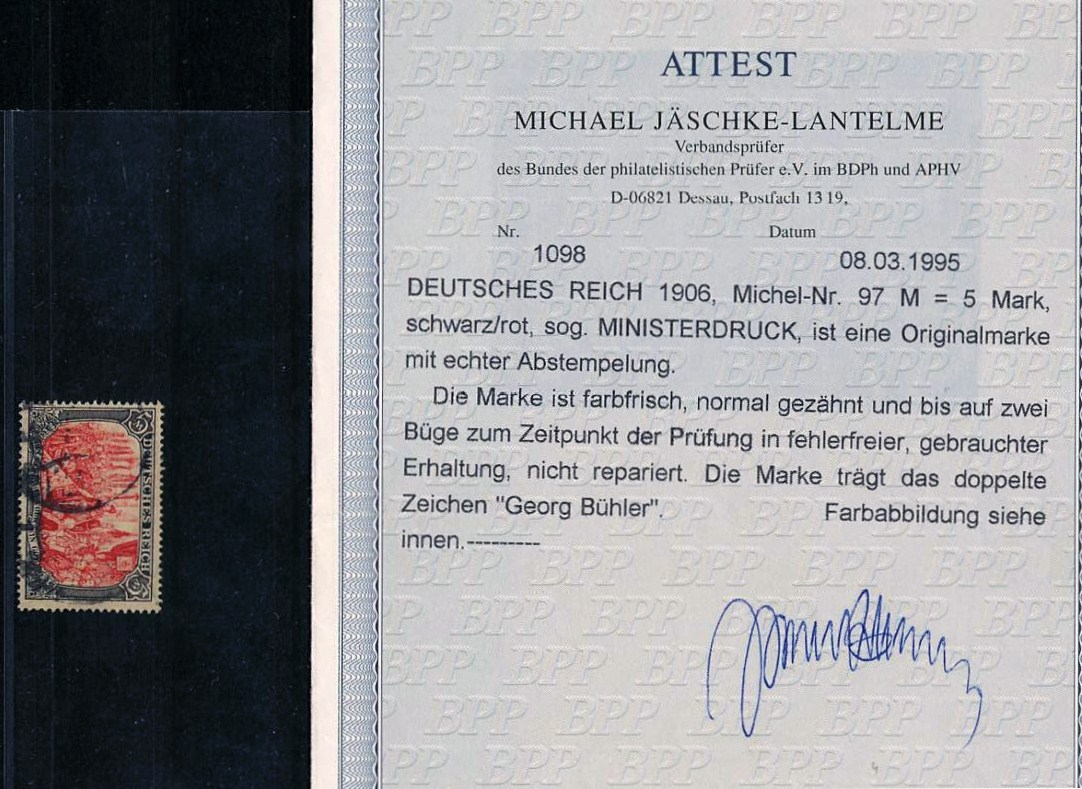 ATTEST
MICHAEL JÄSCHKE-LANTELME
Verbandsprüfer
des Bundes der philatelistischen Prüfer e.V. im BDPh und APHV
D-06821 Dessau, Postfach 13 19,
Nr. Datum
1098 08.03.1995
DEUTSCHES REICH 1906, Michel-Nr. 97 M = 5 Mark,
schwarz/rot, sog. MINISTERDRUCK, ist eine Originalmarke
mit echter Abstempelung.
Die Marke ist farbfrisch, normal gezähnt und bis auf zwei
Büge zum Zeitpunkt der Prüfung in fehlerfreier, gebrauchter
Erhaltung, nicht repariert. Die Marke trägt das doppelte
Zeichen "Georg Bühler". Farbabbildung siehe
innen.---------
DEUTSCHES REICH
BPP